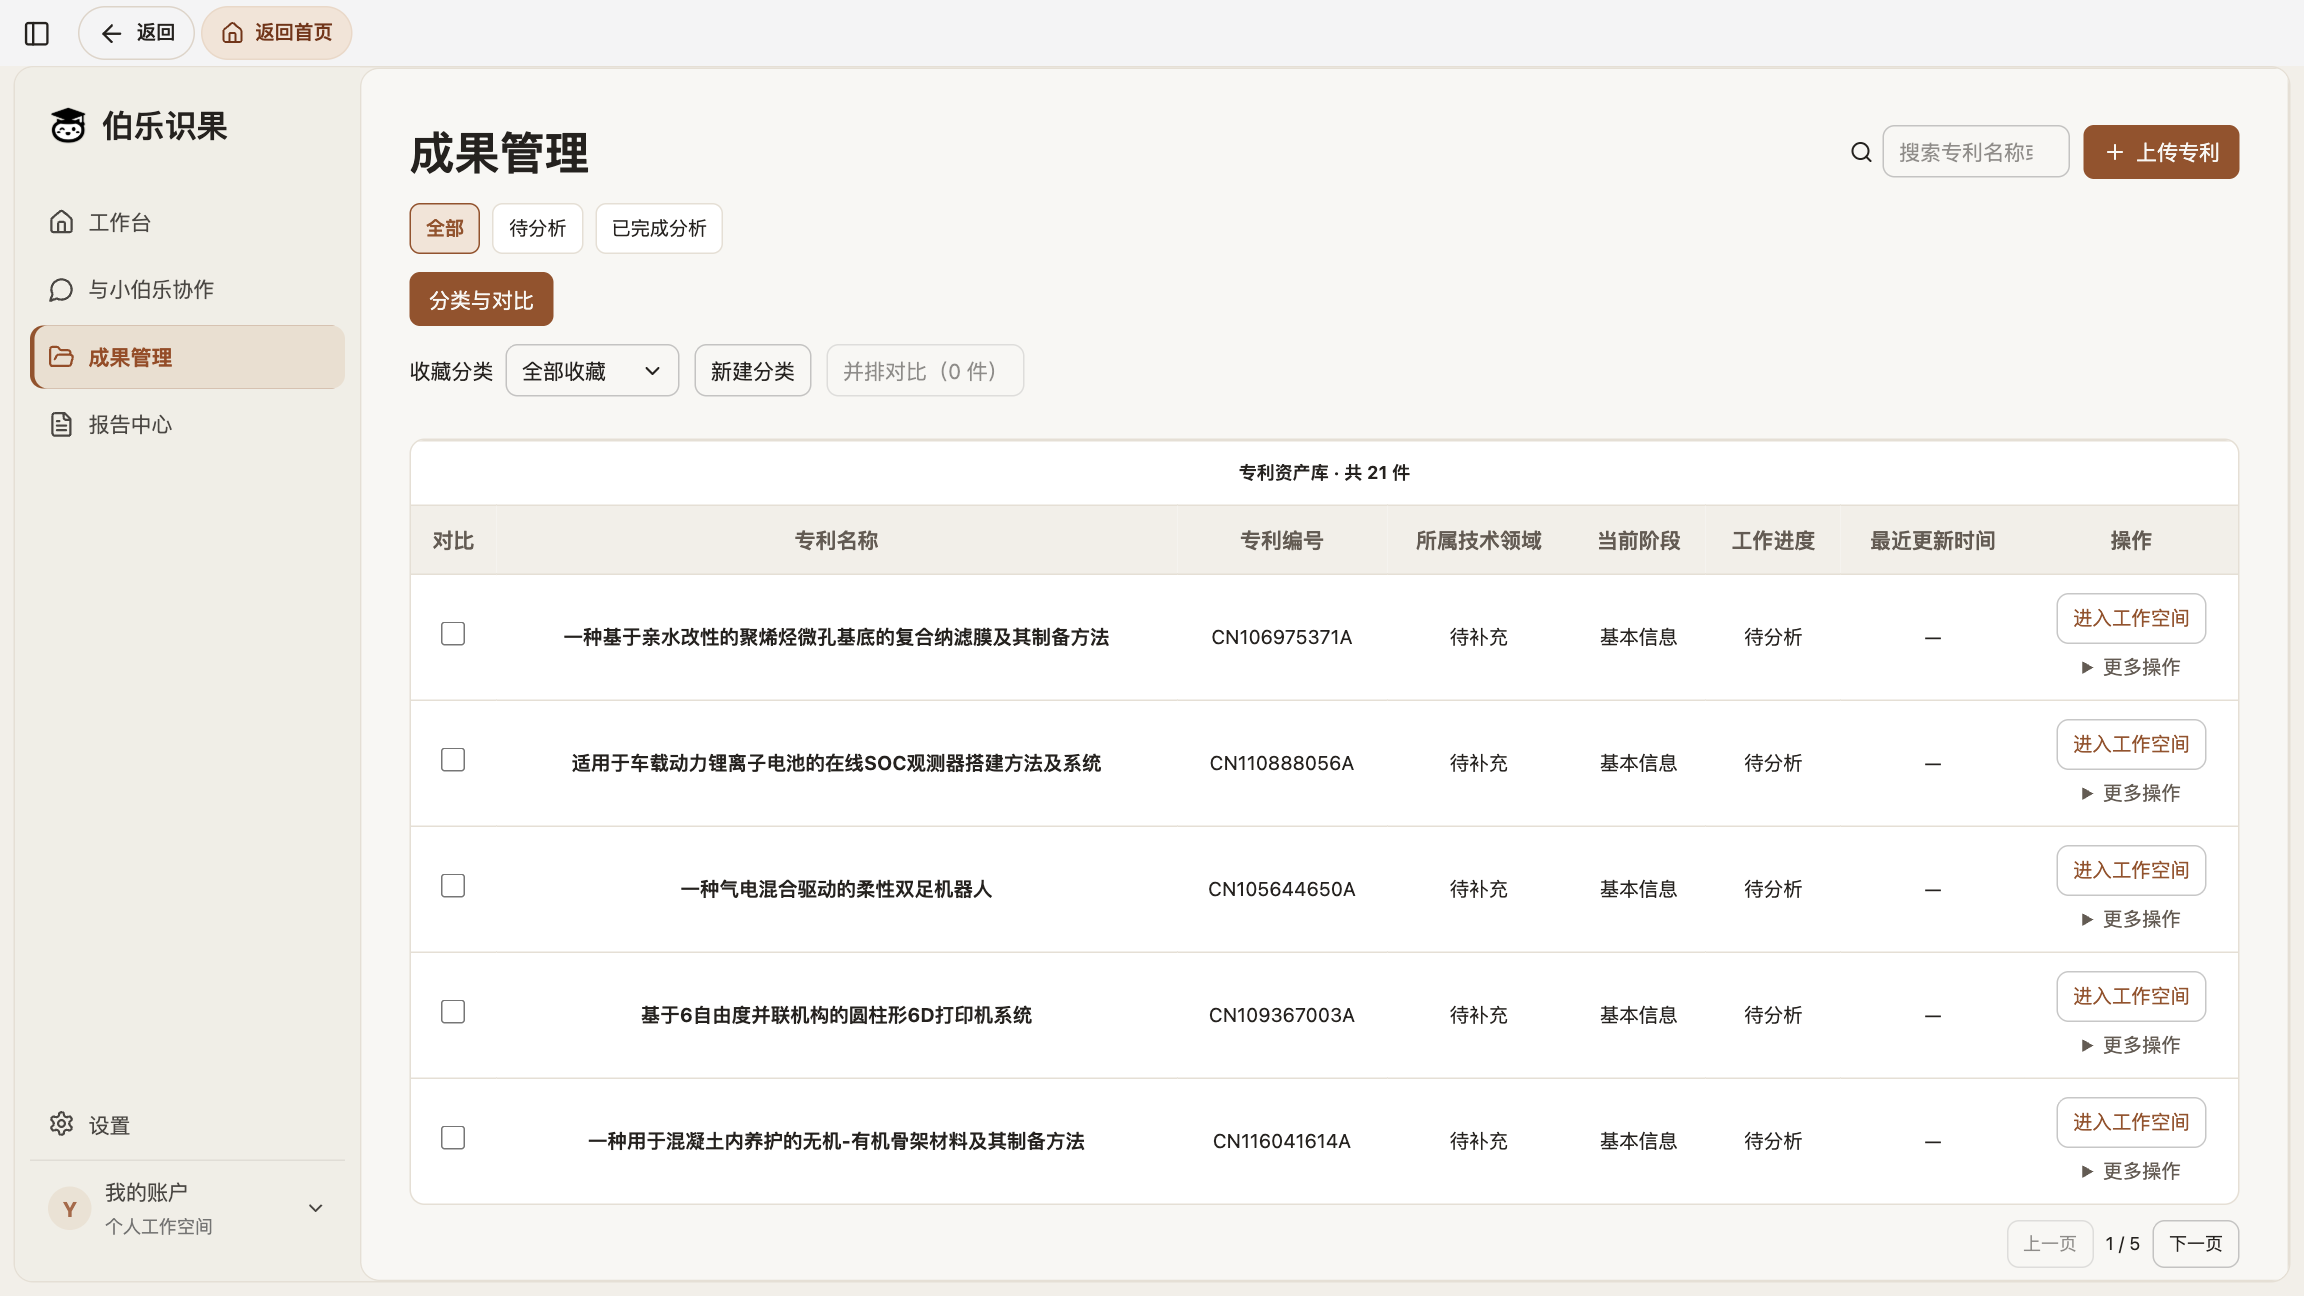 返回
返回首页
伯乐识果
工作台
与小伯乐协作
成果管理
报告中心
设置
Y
我的账户
个人工作空间
成果管理
搜索专利名称
+ 上传专利
全部
待分析
已完成分析
分类与对比
收藏分类
全部收藏
新建分类
并排对比（0 件）
专利资产库 · 共 21 件
对比 专利名称 专利编号 所属技术领域 当前阶段 工作进度 最近更新时间 操作
一种基于亲水改性的聚烯烃微孔基底的复合纳滤膜及其制备方法 CN106975371A 待补充 基本信息 待分析 — 进入工作空间
▶ 更多操作
适用于车载动力锂离子电池的在线SOC观测器搭建方法及系统 CN110888056A 待补充 基本信息 待分析 — 进入工作空间
▶ 更多操作
一种气电混合驱动的柔性双足机器人 CN105644650A 待补充 基本信息 待分析 — 进入工作空间
▶ 更多操作
基于6自由度并联机构的圆柱形6D打印机系统 CN109367003A 待补充 基本信息 待分析 — 进入工作空间
▶ 更多操作
一种用于混凝土内养护的无机-有机骨架材料及其制备方法 CN116041614A 待补充 基本信息 待分析 — 进入工作空间
▶ 更多操作
上一页
1 / 5
下一页